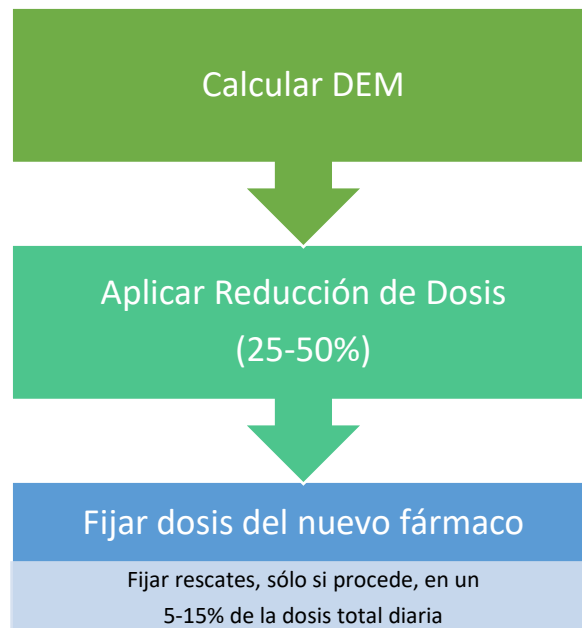 Calcular DEM
Aplicar Reducción de Dosis
(25-50%)
Fijar dosis del nuevo fármaco
Fijar rescates, sólo si procede, en un
5-15% de la dosis total diaria